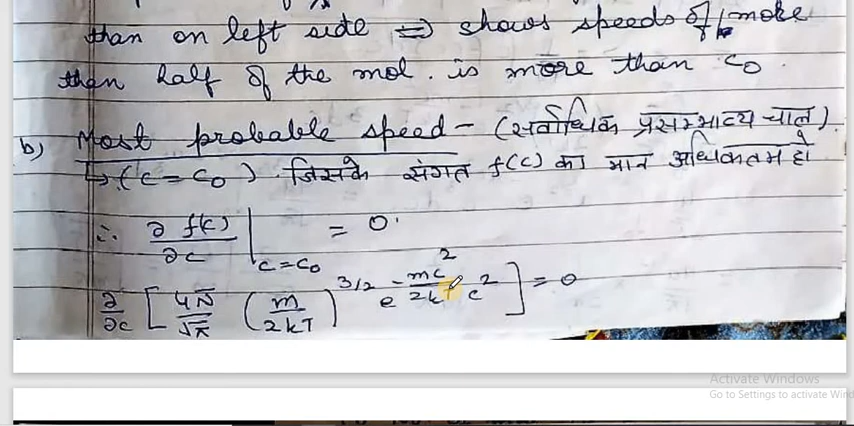 than on left side ⇒ shows speeds of more
than half of the mol. is more than c₀.
b) Most probable speed - (सर्वाधिक प्रसम्भाव्य चाल)
↳ (c = c₀) जिसके संगत f(c) का मान अधिकतम हो
∴ ∂ f(c) / ∂c |c=c₀ = 0
∂/∂c [ 4N/√π (m/2kT)^3/2 e^-mc²/2kT c² ] = 0
Activate Windows
Go to Settings to activate Wind